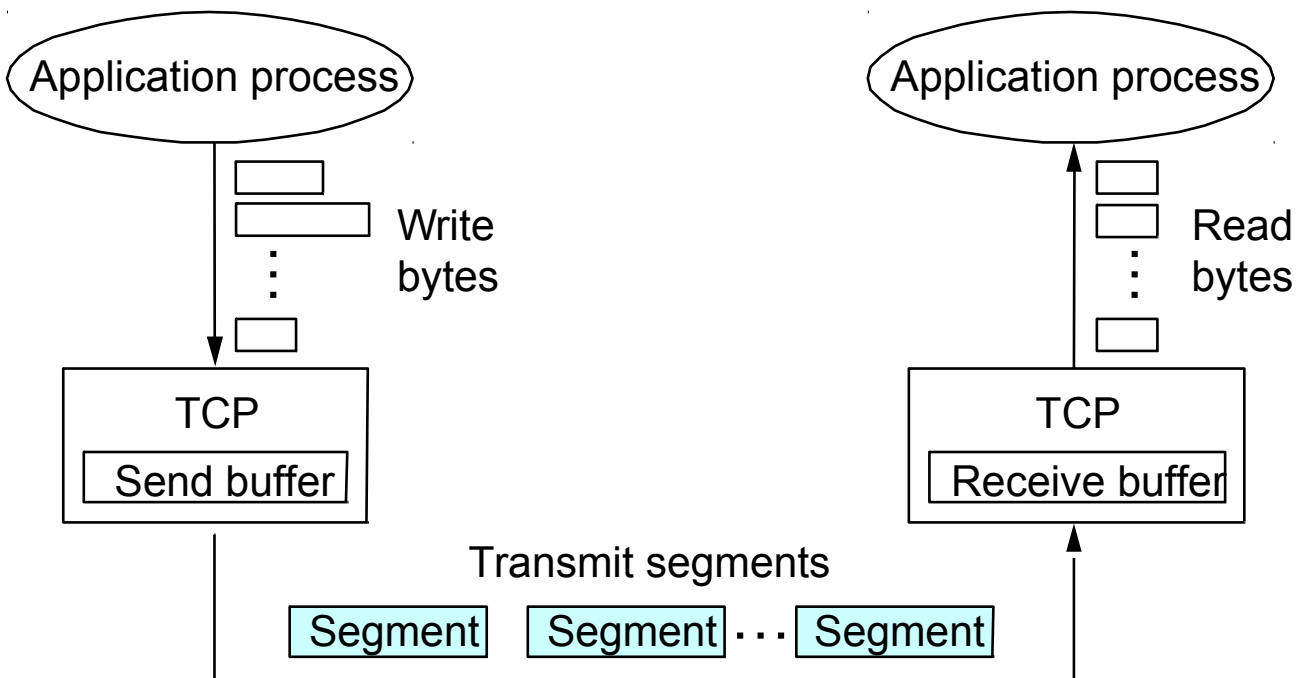 Application process
Application process
Write
bytes
Read
bytes
TCP
Send buffer
TCP
Receive buffer
Transmit segments
Segment
Segment
...
Segment